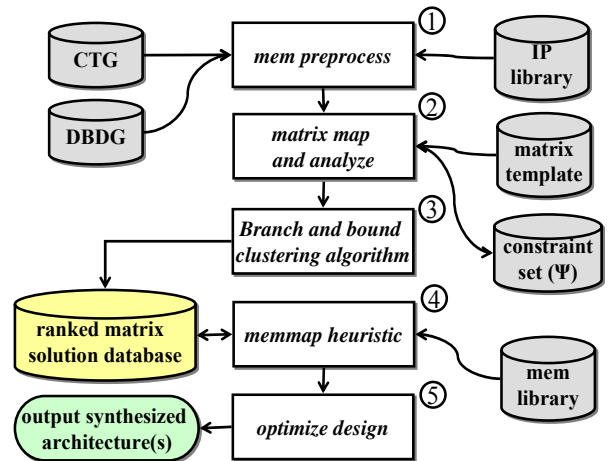 1
CTG
mem preprocess
IP
library
DBDG
2
matrix map
and analyze
matrix
template
3
Branch and bound
clustering algorithm
constraint
set (Ψ)
4
ranked matrix
solution database
memmap heuristic
mem
library
5
output synthesized
architecture(s)
optimize design